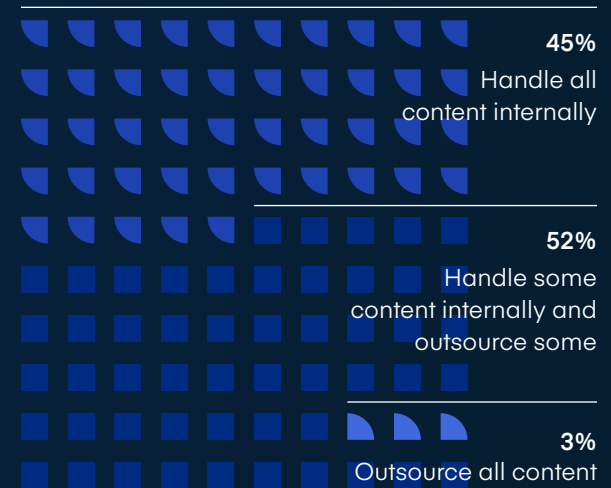 45%
Handle all
content internally
52%
Handle some
content internally and
outsource some
3%
Outsource all content